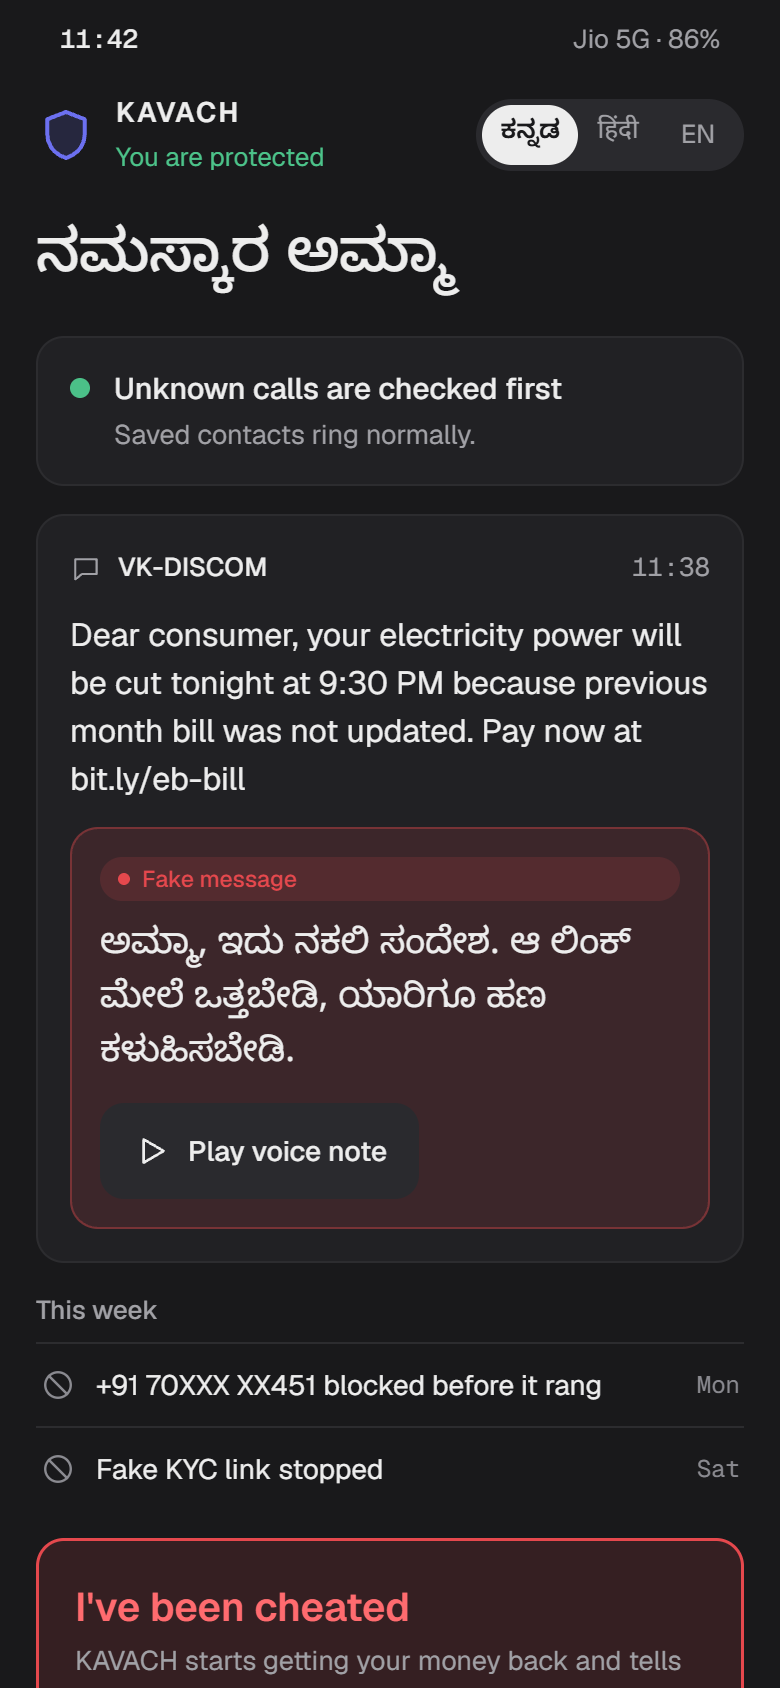 11:42
Jio 5G · 86%
KAVACH
You are protected
ಕನ್ನಡ
हिंदी
EN
ನಮಸ್ಕಾರ ಅಮ್ಮಾ
Unknown calls are checked first
Saved contacts ring normally.
VK-DISCOM
11:38
Dear consumer, your electricity power will
be cut tonight at 9:30 PM because previous
month bill was not updated. Pay now at
bit.ly/eb-bill
Fake message
ಅಮ್ಮಾ, ಇದು ನಕಲಿ ಸಂದೇಶ. ಆ ಲಿಂಕ್
ಮೇಲೆ ಒತ್ತಬೇಡಿ, ಯಾರಿಗೂ ಹಣ
ಕಳುಹಿಸಬೇಡಿ.
Play voice note
This week
+91 70XXX XX451 blocked before it rang
Mon
Fake KYC link stopped
Sat
I've been cheated
KAVACH starts getting your money back and tells